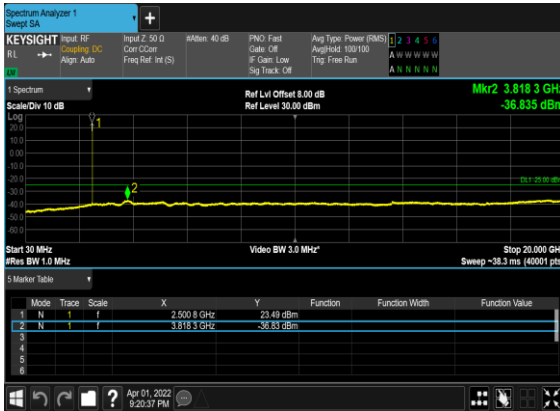 Spectrum Analyzer 1
Swept SA
+
KEYSIGHT
RL
Input: RF
Coupling: DC
Align: Auto
Input Z: 50 Ω
Corr CCorr
Freq Ref: Int (S)
#Atten: 40 dB
PNO: Fast
Gate: Off
IF Gain: Low
Sig Track: Off
Avg Type: Power (RMS)
Avg|Hold: 100/100
Trig: Free Run
1 2 3 4 5 6
A W W W W W
A N N N N N
1 Spectrum
Scale/Div 10 dB
Ref Lvl Offset 8.00 dB
Ref Level 30.00 dBm
Mkr2 3.818 3 GHz
-36.835 dBm
Log
20.0
10.0
0.00
-10.0
-20.0
-30.0
-40.0
-50.0
-60.0
1
2
DL1 -25.00 dBm
Start 30 MHz
#Res BW 1.0 MHz
Video BW 3.0 MHz*
Stop 20.000 GHz
Sweep ~38.3 ms (40001 pts)
5 Marker Table
Mode Trace Scale X Y Function Function Width Function Value
1 N 1 f 2.500 8 GHz 23.49 dBm
2 N 1 f 3.818 3 GHz -36.83 dBm
3
4
5
6
?
Apr 01, 2022
9:20:37 PM